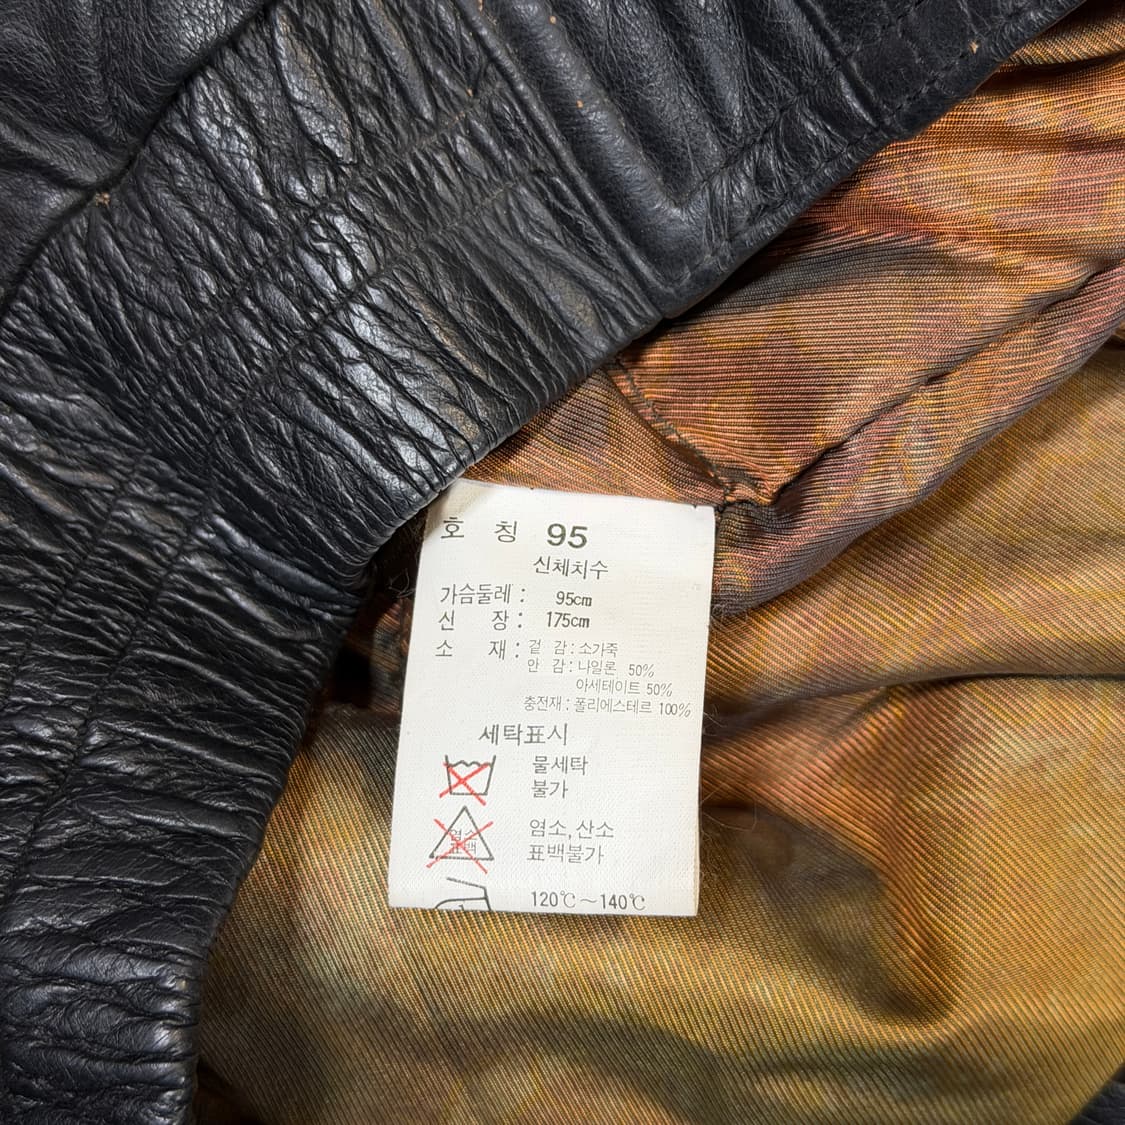 호 칭 95
신체치수
가슴둘레 : 95cm
신 장 : 175cm
소 재 : 겉 감 : 소가죽
안 감 : 나일론 50%
아세테이트 50%
충전재 : 폴리에스테르 100%
세탁표시
물세탁
불가
염소
표백
염소, 산소
표백불가
120℃~140℃